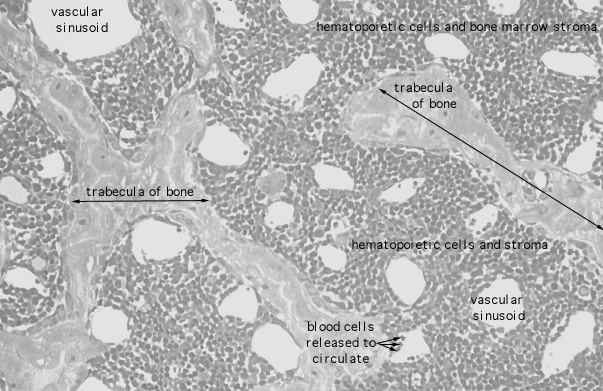 vascular
sinusoid
hematopoietic cells and bone marrow stroma
trabecula
of bone
trabecula of bone
hematopoietic cells and stroma
vascular
sinusoid
blood cells
released to
circulate